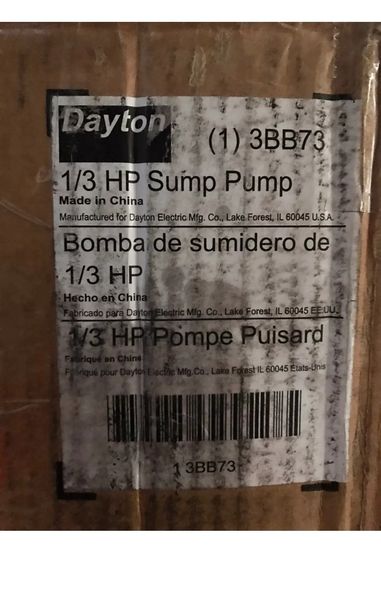 Dayton
(1) 3BB73
1/3 HP Sump Pump
Made in China
Manufactured for Dayton Electric Mfg. Co., Lake Forest, IL 60045 U.S.A.
Bomba de sumidero de
1/3 HP
Hecho en China
Fabricado para Dayton Electric Mfg. Co., Lake Forest, IL 60045 EE.UU.
1/3 HP Pompe Puisard
Fabriqué en Chine
Fabriqué pour Dayton Electric Mfg.Co., Lake Forest IL 60045 États-Unis
1 3BB73